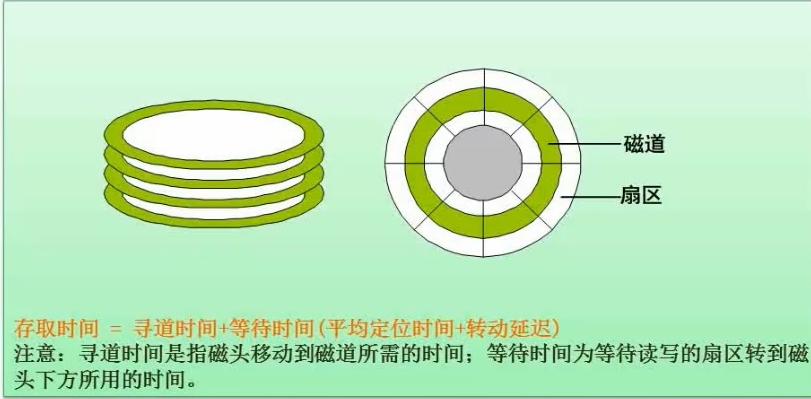 磁道
扇区
存取时间 = 寻道时间+等待时间(平均定位时间+转动延迟)
注意：寻道时间是指磁头移动到磁道所需的时间；等待时间为等待读写的扇区转到磁
头下方所用的时间。